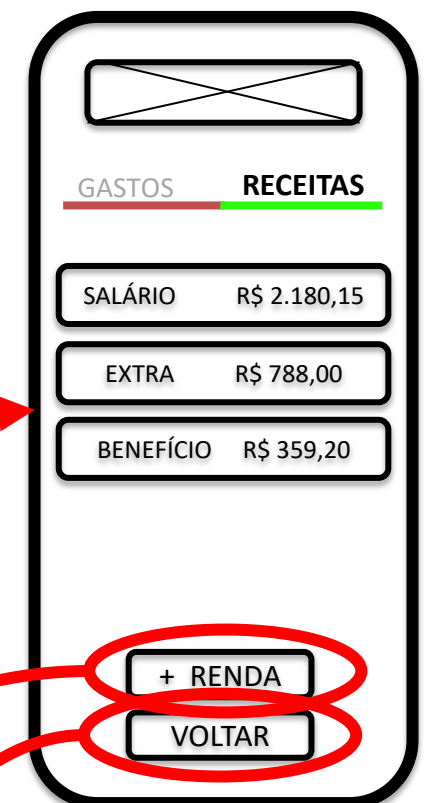 GASTOS RECEITAS
SALÁRIO R$ 2.180,15
EXTRA R$ 788,00
BENEFÍCIO R$ 359,20
+ RENDA
VOLTAR